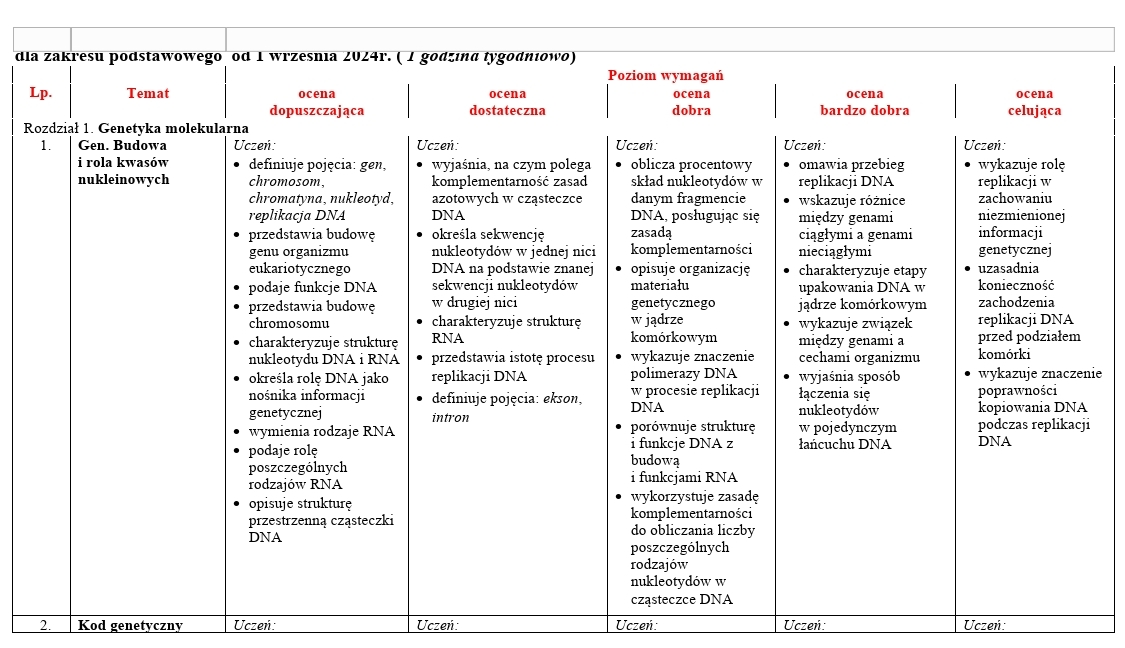 dla zakresu podstawowego od 1 września 2024r. ( 1 godzina tygodniowo)
Poziom wymagań
Lp.
Temat
ocena
dopuszczająca
ocena
dostateczna
ocena
dobra
ocena
bardzo dobra
ocena
celująca
Rozdział 1. Genetyka molekularna
1.
Gen. Budowa
i rola kwasów
nukleinowych
Uczeń:
• definiuje pojęcia: gen,
chromosom,
chromatyna, nukleotyd,
replikacja DNA
• przedstawia budowę
genu organizmu
eukariotycznego
• podaje funkcje DNA
• przedstawia budowę
chromosomu
• charakteryzuje strukturę
nukleotydu DNA i RNA
• określa rolę DNA jako
nośnika informacji
genetycznej
• wymienia rodzaje RNA
• podaje rolę
poszczególnych
rodzajów RNA
• opisuje strukturę
przestrzenną cząsteczki
DNA
Uczeń:
• wyjaśnia, na czym polega
komplementarność zasad
azotowych w cząsteczce
DNA
• określa sekwencję
nukleotydów w jednej nici
DNA na podstawie znanej
sekwencji nukleotydów
w drugiej nici
• charakteryzuje strukturę
RNA
• przedstawia istotę procesu
replikacji DNA
• definiuje pojęcia: ekson,
intron
Uczeń:
• oblicza procentowy
skład nukleotydów w
danym fragmencie
DNA, posługując się
zasadą
komplementarności
• opisuje organizację
materiału
genetycznego
w jądrze
komórkowym
• wykazuje znaczenie
polimerazy DNA
w procesie replikacji
DNA
• porównuje strukturę
i funkcje DNA z
budową
i funkcjami RNA
• wykorzystuje zasadę
komplementarności
do obliczania liczby
poszczególnych
rodzajów
nukleotydów w
cząsteczce DNA
Uczeń:
• omawia przebieg
replikacji DNA
• wskazuje różnice
między genami
ciągłymi a genami
nieciągłymi
• charakteryzuje etapy
upakowania DNA w
jądrze komórkowym
• wykazuje związek
między genami a
cechami organizmu
• wyjaśnia sposób
łączenia się
nukleotydów
w pojedynczym
łańcuchu DNA
Uczeń:
• wykazuje rolę
replikacji w
zachowaniu
niezmienionej
informacji
genetycznej
• uzasadnia
konieczność
zachodzenia
replikacji DNA
przed podziałem
komórki
• wykazuje znaczenie
poprawności
kopiowania DNA
podczas replikacji
DNA
2.
Kod genetyczny
Uczeń:
Uczeń:
Uczeń:
Uczeń:
Uczeń: